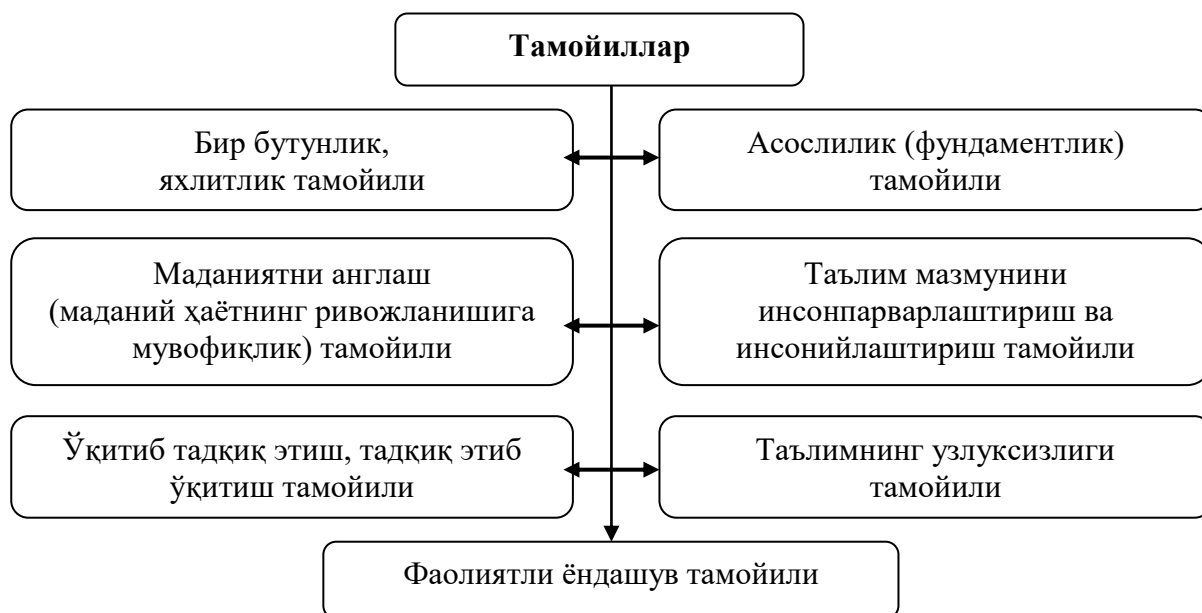 Тамойиллар
Бир бутунлик,
яхлитлик тамойили
Асослилик (фундаментлик)
тамойили
Маданиятни англаш
(маданий ҳаётнинг ривожланишига
мувофиқлик) тамойили
Таълим мазмунини
инсонпарварлаштириш ва
инсонийлаштириш тамойили
Ўқитиб тадқиқ этиш, тадқиқ этиб
ўқитиш тамойили
Таълимнинг узлуксизлиги
тамойили
Фаолиятли ёндашув тамойили